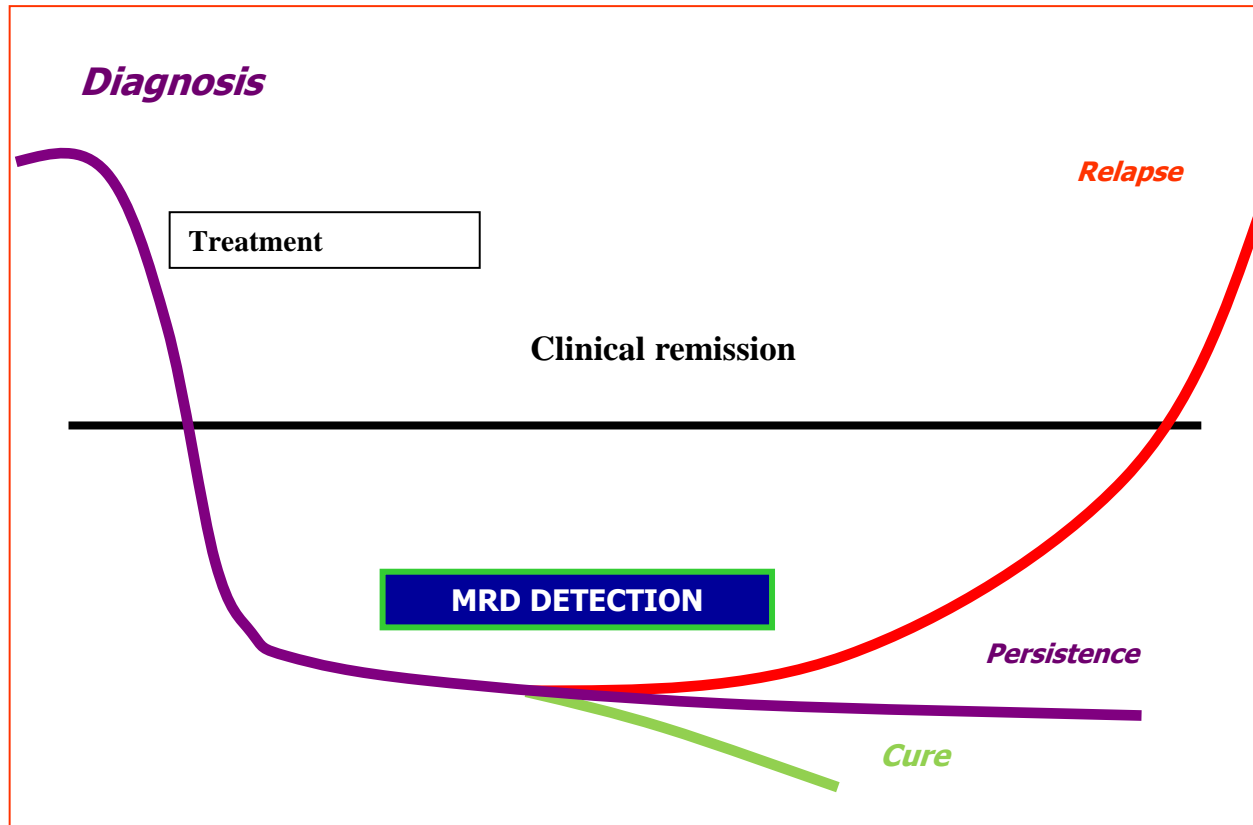 Diagnosis
Relapse
Treatment
Clinical remission
MRD DETECTION
Persistence
Cure